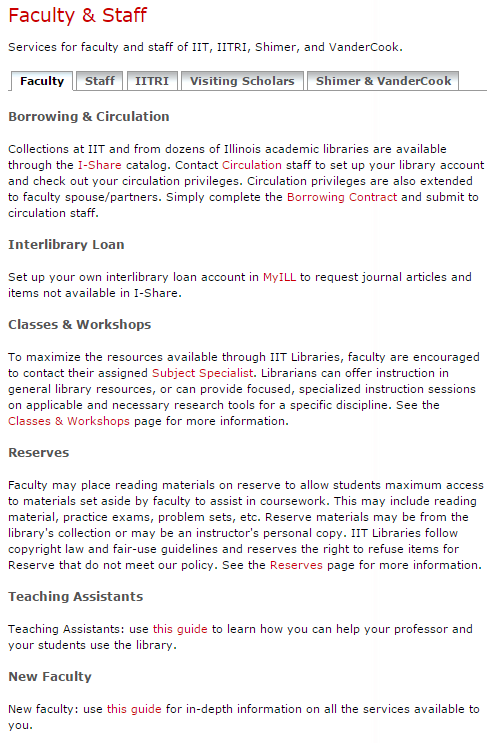 Faculty & Staff
Services for faculty and staff of IIT, IITRI, Shimer, and VanderCook.
Faculty Staff IITRI Visiting Scholars Shimer & VanderCook
Borrowing & Circulation
Collections at IIT and from dozens of Illinois academic libraries are available
through the I-Share catalog. Contact Circulation staff to set up your library account
and check out your circulation privileges. Circulation privileges are also extended
to faculty spouse/partners. Simply complete the Borrowing Contract and submit to
circulation staff.
Interlibrary Loan
Set up your own interlibrary loan account in MyILL to request journal articles and
items not available in I-Share.
Classes & Workshops
To maximize the resources available through IIT Libraries, faculty are encouraged
to contact their assigned Subject Specialist. Librarians can offer instruction in
general library resources, or can provide focused, specialized instruction sessions
on applicable and necessary research tools for a specific discipline. See the
Classes & Workshops page for more information.
Reserves
Faculty may place reading materials on reserve to allow students maximum access
to materials set aside by faculty to assist in coursework. This may include reading
material, practice exams, problem sets, etc. Reserve materials may be from the
library's collection or may be an instructor's personal copy. IIT Libraries follow
copyright law and fair-use guidelines and reserves the right to refuse items for
Reserve that do not meet our policy. See the Reserves page for more information.
Teaching Assistants
Teaching Assistants: use this guide to learn how you can help your professor and
your students use the library.
New Faculty
New faculty: use this guide for in-depth information on all the services available to
you.